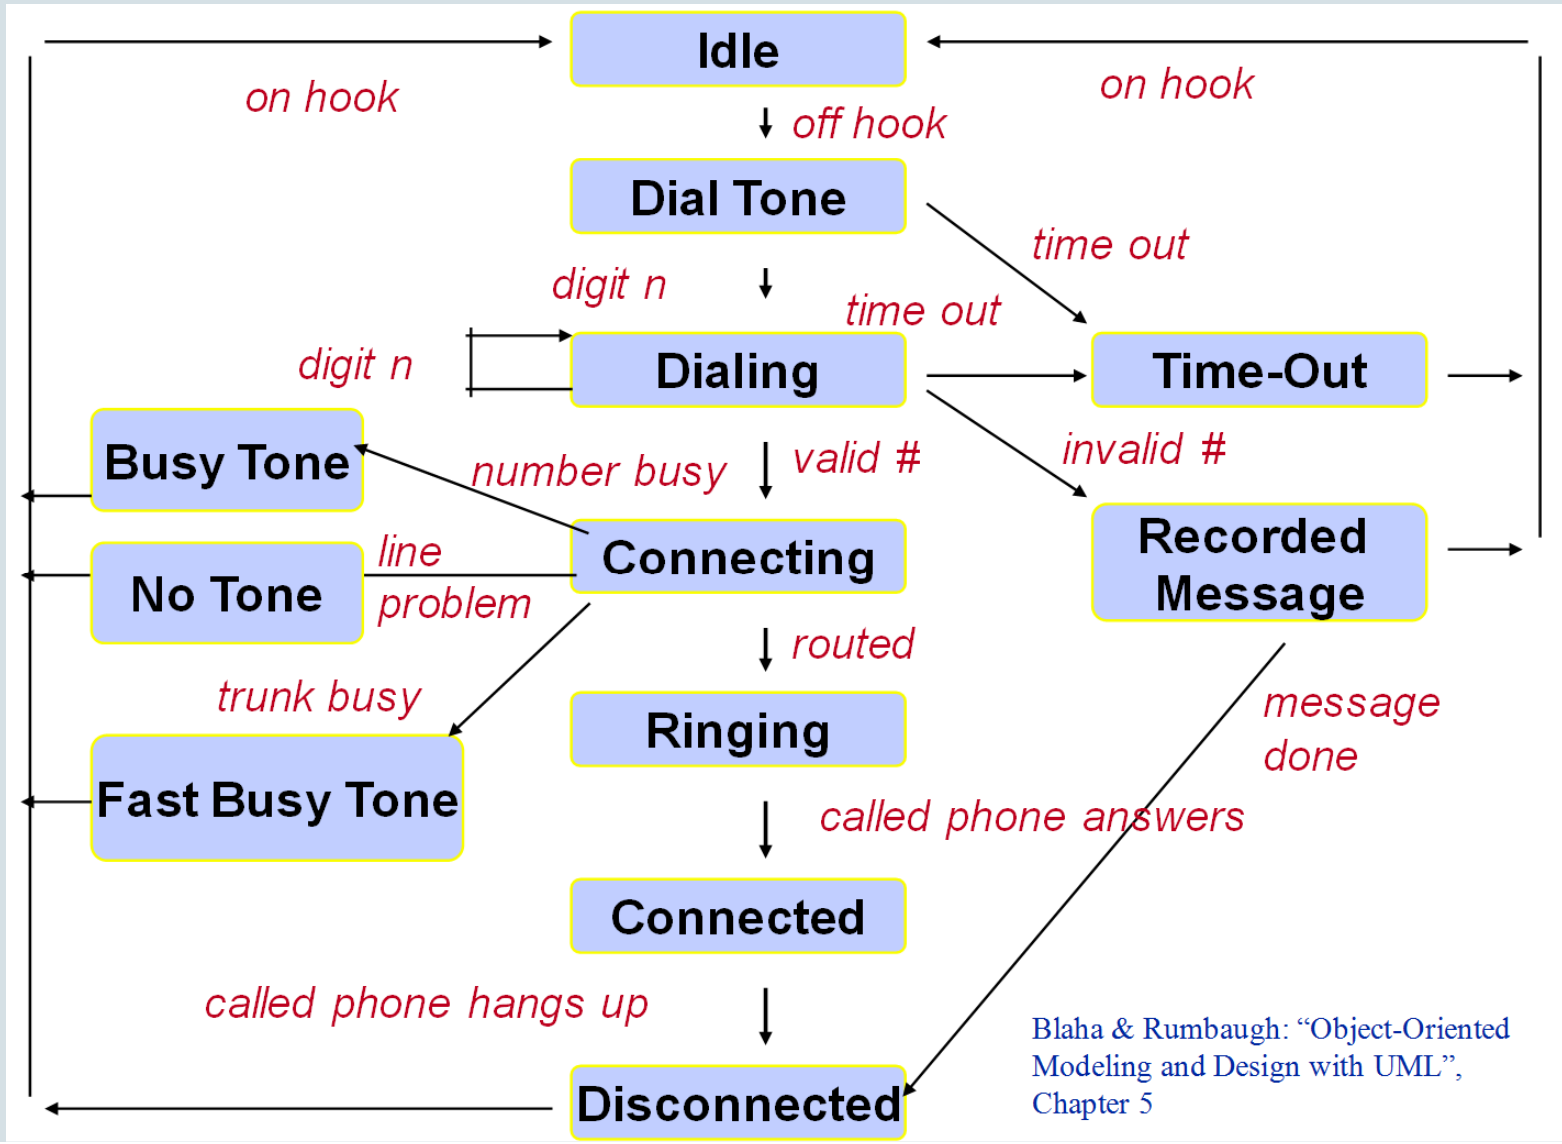 Idle
on hook
on hook
off hook
Dial Tone
time out
digit n
time out
digit n
Dialing
Time-Out
Busy Tone
number busy
valid #
invalid #
line
problem
No Tone
Connecting
Recorded
Message
routed
trunk busy
Ringing
message
done
Fast Busy Tone
called phone answers
Connected
called phone hangs up
Disconnected
Blaha & Rumbaugh: “Object-Oriented
Modeling and Design with UML”,
Chapter 5